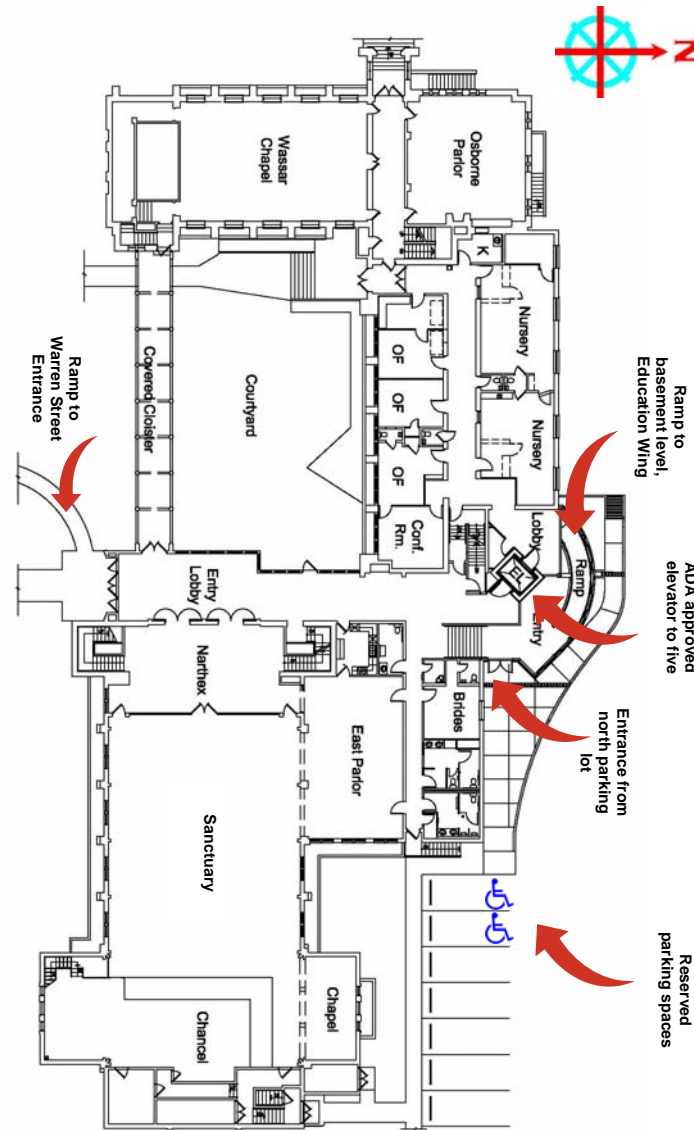 N
Wassar
Chapel
Osborne
Parlor
K
Nursery
Nursery
OF
OF
OF
Conf.
Rm.
Courtyard
Covered Cloister
Ramp to
Warren Street
Entrance
Ramp to
basement level,
Education Wing
Lobby
Ramp
EL
Entry
ADA approved
elevator to five
Entry
Lobby
Narthex
Brides
Entrance from
north parking
lot
East Parlor
Sanctuary
Reserved
parking spaces
Chapel
Chancel